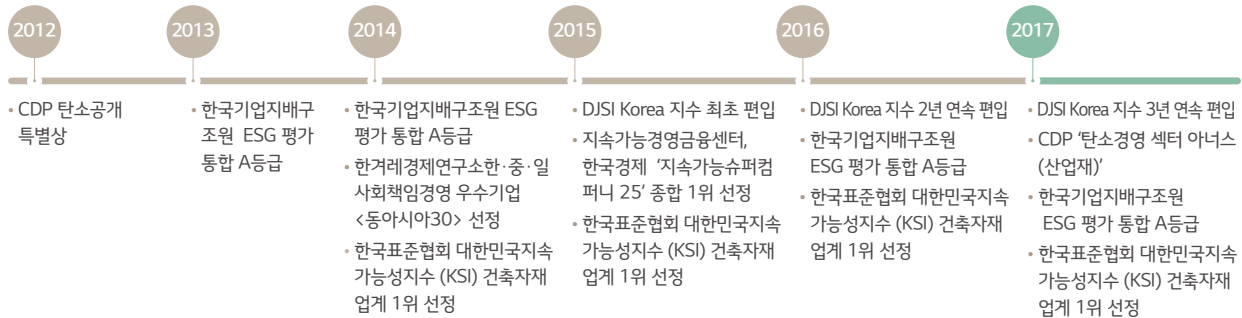 2012
2013
2014
2015
2016
2017
• CDP 탄소공개
특별상
• 한국기업지배구
조원 ESG 평가
통합 A등급
• 한국기업지배구조원 ESG
평가 통합 A등급
• 한겨레경제연구소한·중·일
사회책임경영 우수기업
<동아시아30> 선정
• 한국표준협회 대한민국지속
가능성지수 (KSI) 건축자재
업계 1위 선정
• DJSI Korea 지수 최초 편입
• 지속가능경영금융센터,
한국경제 ‘지속가능슈퍼컴
퍼니 25’ 종합 1위 선정
• 한국표준협회 대한민국지속
가능성지수 (KSI) 건축자재
업계 1위 선정
• DJSI Korea 지수 2년 연속 편입
• 한국기업지배구조원
ESG 평가 통합 A등급
• 한국표준협회 대한민국지속
가능성지수 (KSI) 건축자재
업계 1위 선정
• DJSI Korea 지수 3년 연속 편입
• CDP ‘탄소경영 섹터 아너스
(산업재)’
• 한국기업지배구조원
ESG 평가 통합 A등급
• 한국표준협회 대한민국지속
가능성지수 (KSI) 건축자재
업계 1위 선정